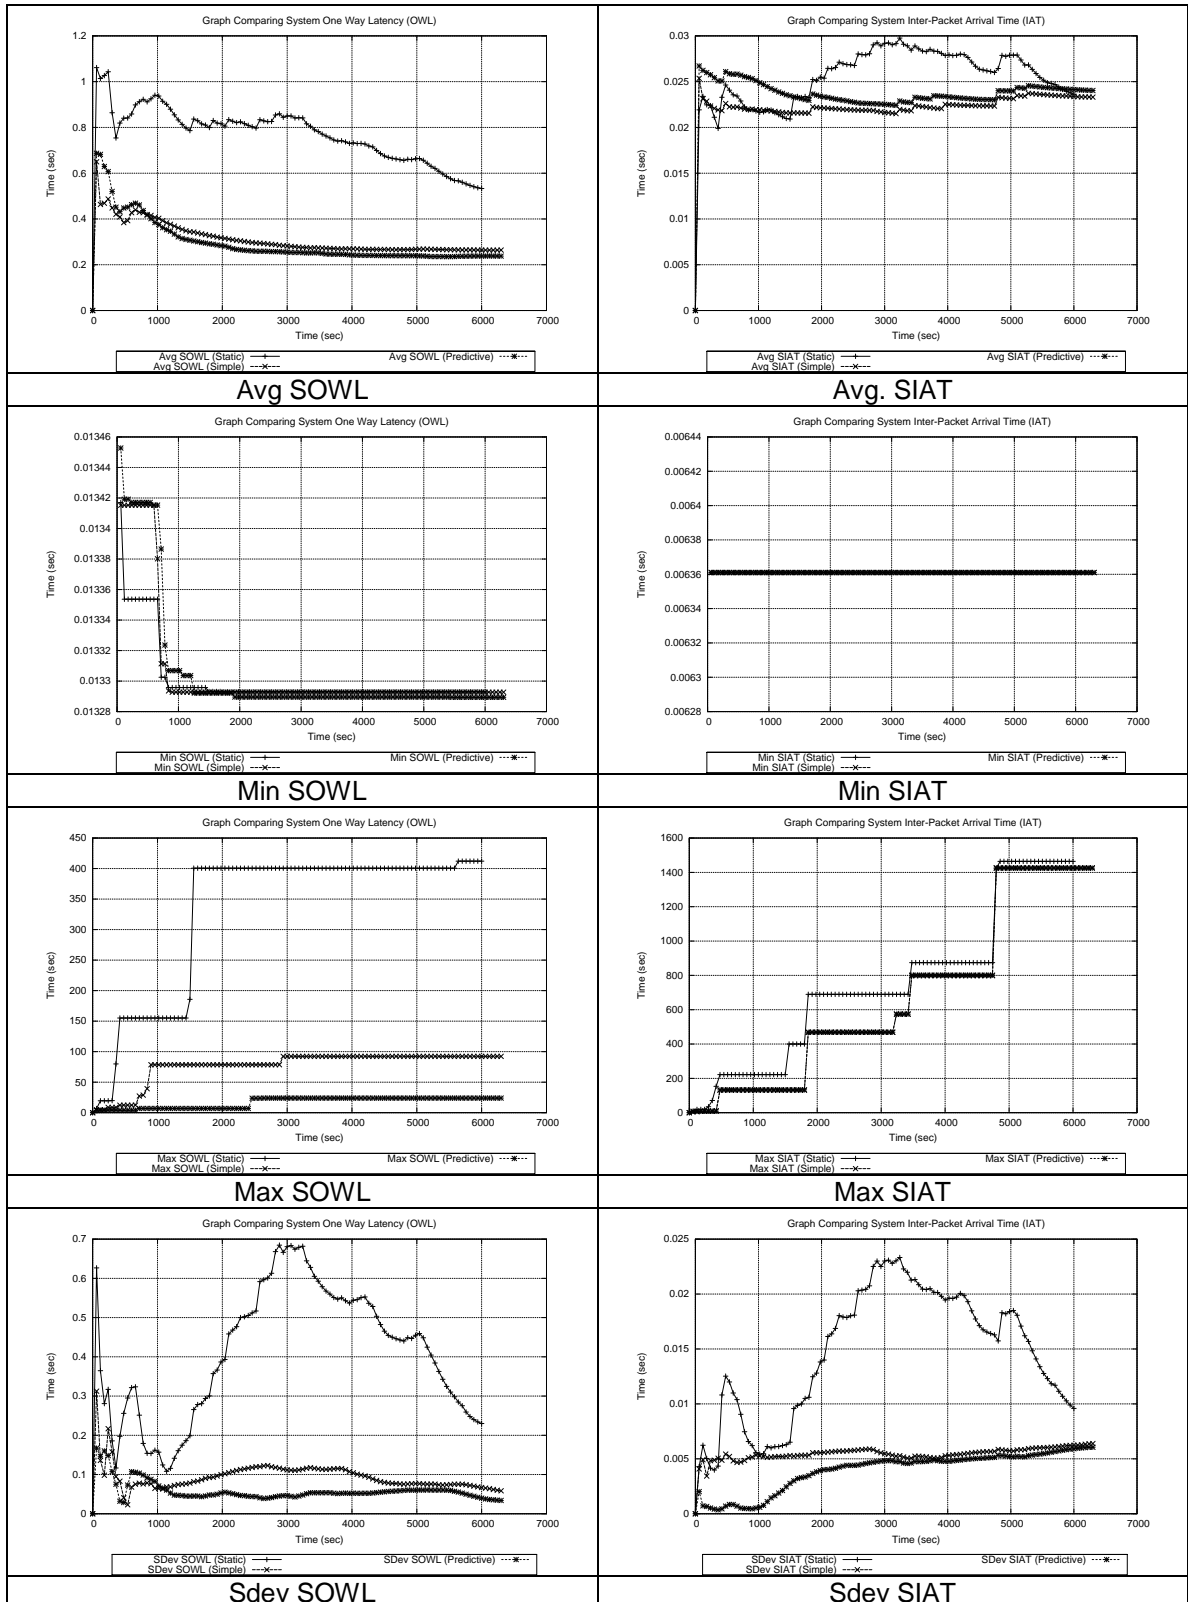 Graph Comparing System One Way Latency (OWL)
1.2
1
0.8
0.6
0.4
0.2
0
Time (sec)
0 1000 2000 3000 4000 5000 6000 7000
Time (sec)
Avg SOWL (Static) Avg SOWL (Predictive)
Avg SOWL (Simple)
Avg SOWL
Graph Comparing System Inter-Packet Arrival Time (IAT)
0.03
0.025
0.02
0.015
0.01
0.005
0
Time (sec)
0 1000 2000 3000 4000 5000 6000 7000
Time (sec)
Avg SIAT (Static) Avg SIAT (Predictive)
Avg SIAT (Simple)
Avg. SIAT
Graph Comparing System One Way Latency (OWL)
0.01346
0.01344
0.01342
0.0134
0.01338
0.01336
0.01334
0.01332
0.0133
0.01328
Time (sec)
0 1000 2000 3000 4000 5000 6000 7000
Time (sec)
Min SOWL (Static) Min SOWL (Predictive)
Min SOWL (Simple)
Min SOWL
Graph Comparing System Inter-Packet Arrival Time (IAT)
0.00644
0.00642
0.0064
0.00638
0.00636
0.00634
0.00632
0.0063
0.00628
Time (sec)
0 1000 2000 3000 4000 5000 6000 7000
Time (sec)
Min SIAT (Static) Min SIAT (Predictive)
Min SIAT (Simple)
Min SIAT
Graph Comparing System One Way Latency (OWL)
450
400
350
300
250
200
150
100
50
0
Time (sec)
0 1000 2000 3000 4000 5000 6000 7000
Time (sec)
Max SOWL (Static) Max SOWL (Predictive)
Max SOWL (Simple)
Max SOWL
Graph Comparing System Inter-Packet Arrival Time (IAT)
1600
1400
1200
1000
800
600
400
200
0
Time (sec)
0 1000 2000 3000 4000 5000 6000 7000
Time (sec)
Max SIAT (Static) Max SIAT (Predictive)
Max SIAT (Simple)
Max SIAT
Graph Comparing System One Way Latency (OWL)
0.7
0.6
0.5
0.4
0.3
0.2
0.1
0
Time (sec)
0 1000 2000 3000 4000 5000 6000 7000
Time (sec)
SDev SOWL (Static) SDev SOWL (Predictive)
SDev SOWL (Simple)
Sdev SOWL
Graph Comparing System Inter-Packet Arrival Time (IAT)
0.025
0.02
0.015
0.01
0.005
0
Time (sec)
0 1000 2000 3000 4000 5000 6000 7000
Time (sec)
SDev SIAT (Static) SDev SIAT (Predictive)
SDev SIAT (Simple)
Sdev SIAT